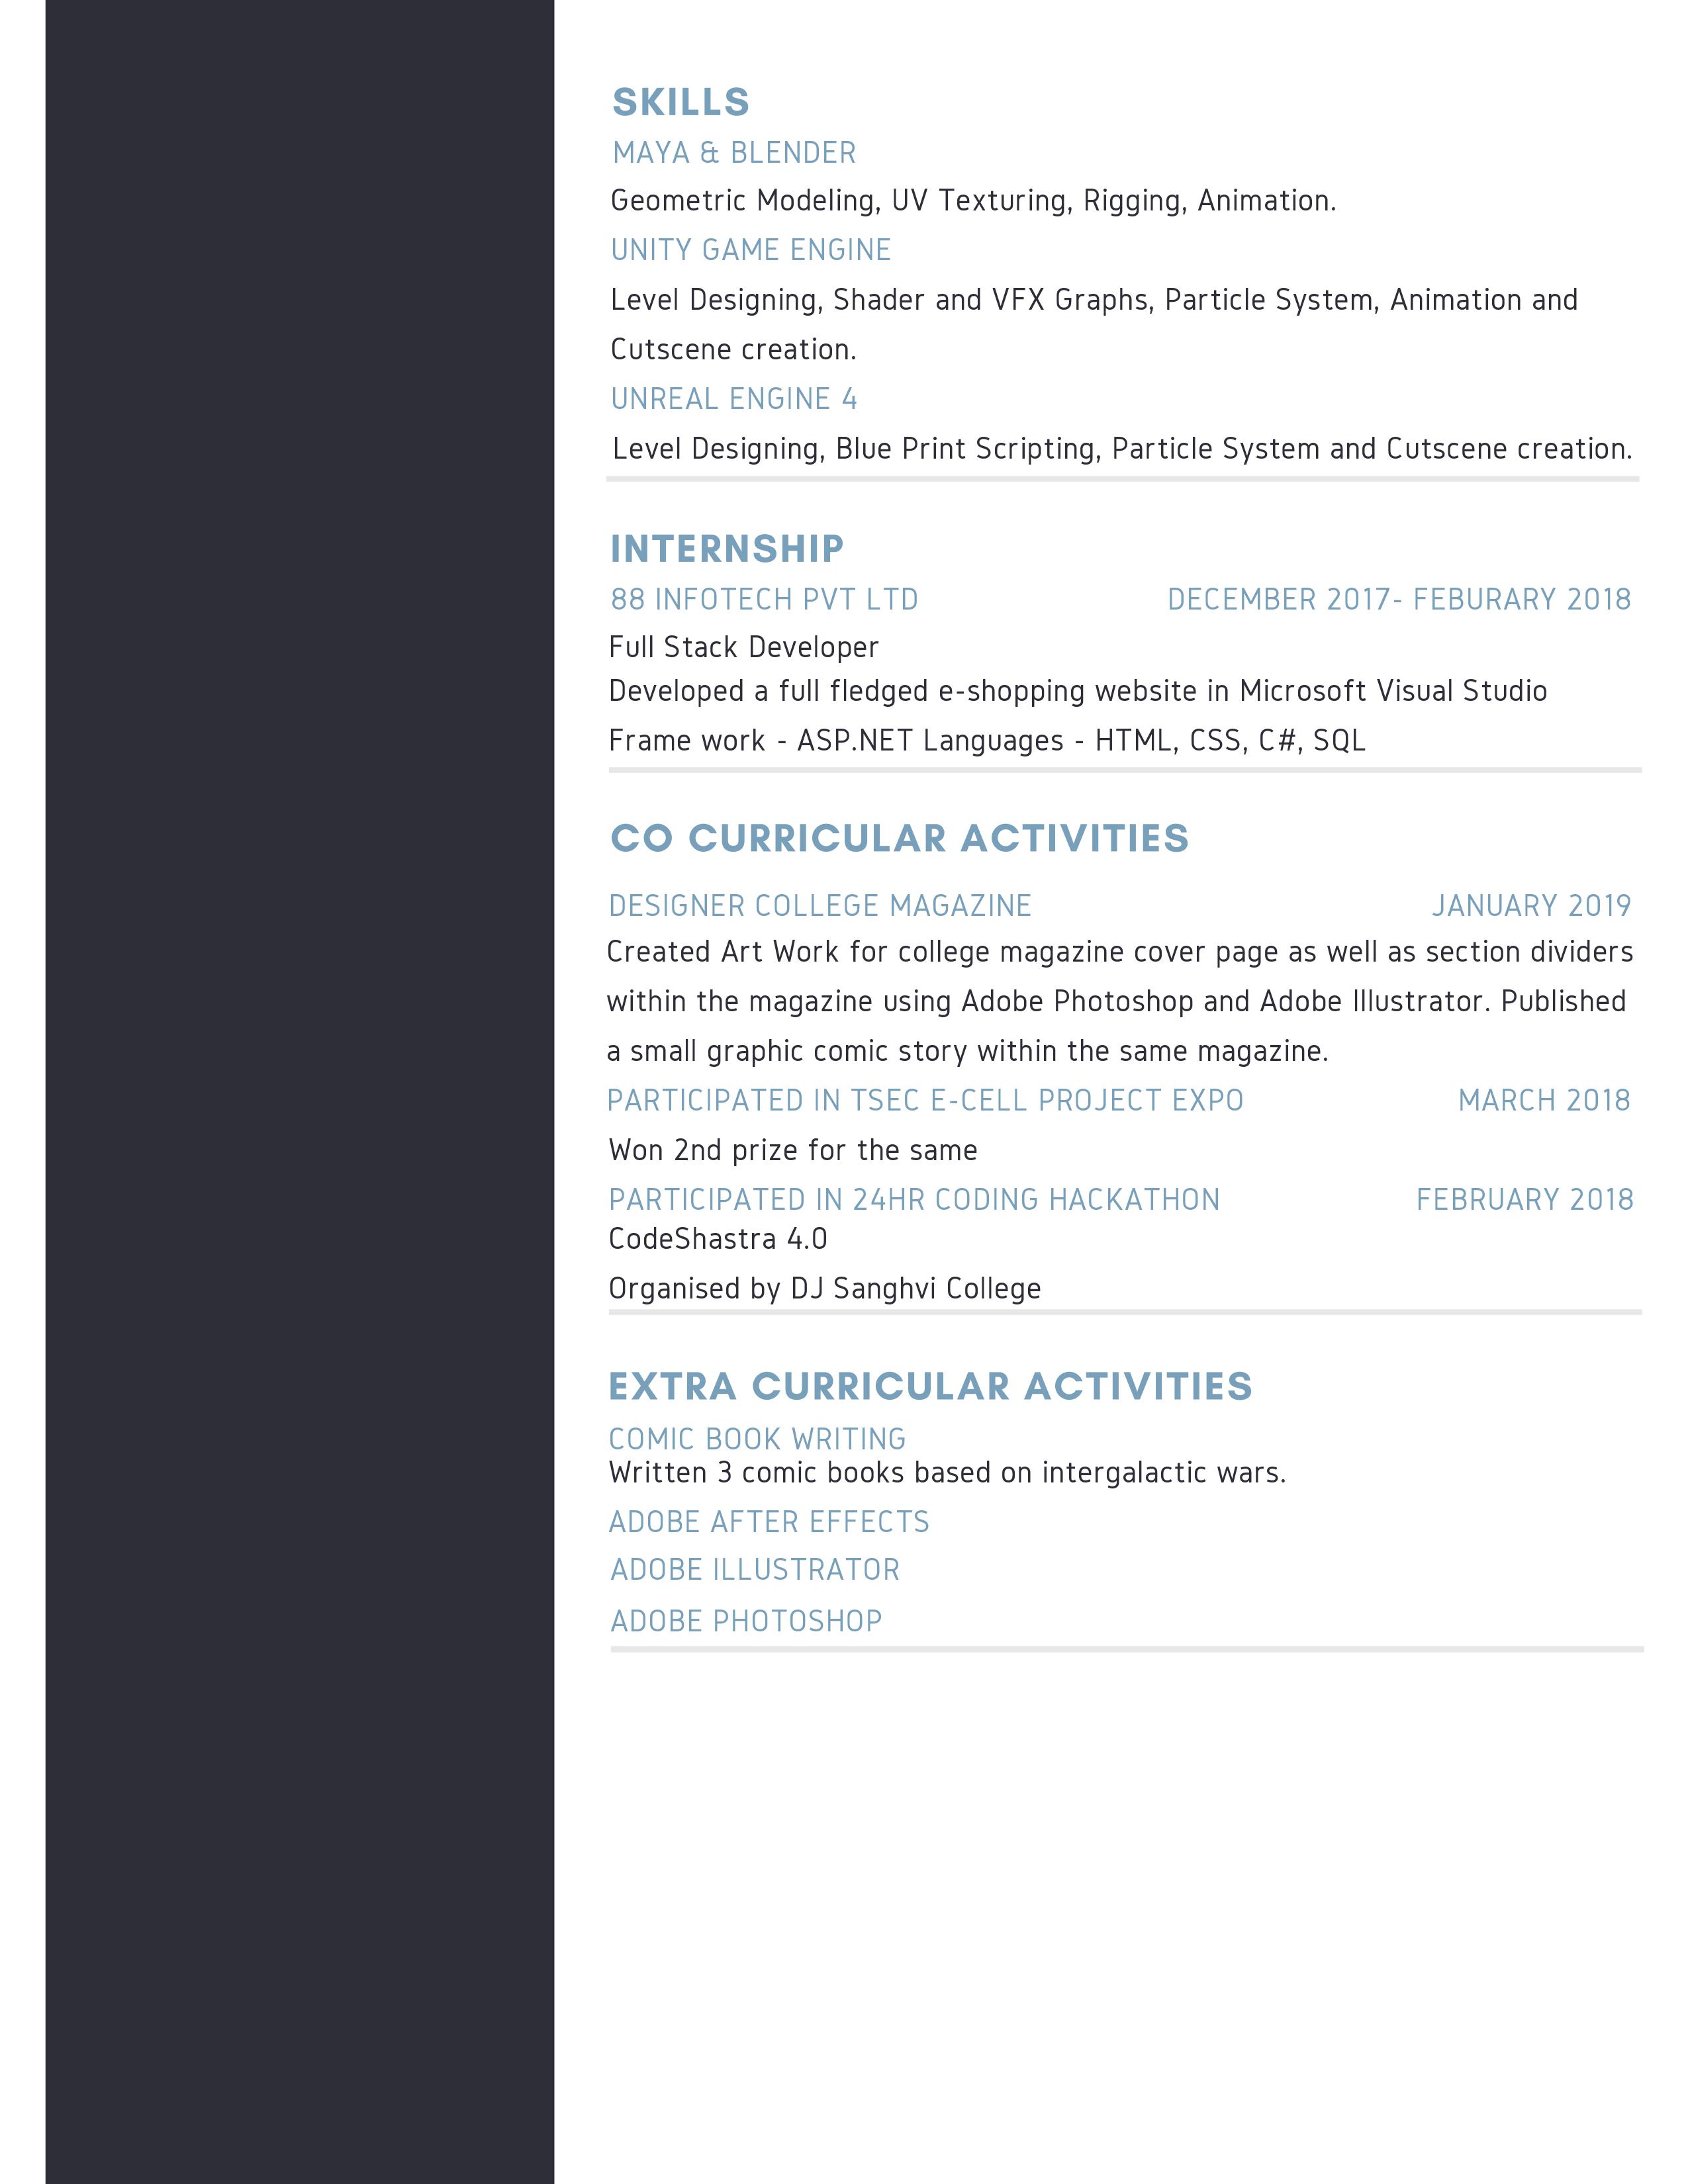 SKILLS
MAYA & BLENDER
Geometric Modeling, UV Texturing, Rigging, Animation.
UNITY GAME ENGINE
Level Designing, Shader and VFX Graphs, Particle System, Animation and
Cutscene creation.
UNREAL ENGINE 4
Level Designing, Blue Print Scripting, Particle System and Cutscene creation.
INTERNSHIP
88 INFOTECH PVT LTD DECEMBER 2017- FEBURARY 2018
Full Stack Developer
Developed a full fledged e-shopping website in Microsoft Visual Studio
Frame work - ASP.NET Languages - HTML, CSS, C#, SQL
CO CURRICULAR ACTIVITIES
DESIGNER COLLEGE MAGAZINE JANUARY 2019
Created Art Work for college magazine cover page as well as section dividers
within the magazine using Adobe Photoshop and Adobe Illustrator. Published
a small graphic comic story within the same magazine.
PARTICIPATED IN TSEC E-CELL PROJECT EXPO MARCH 2018
Won 2nd prize for the same
PARTICIPATED IN 24HR CODING HACKATHON FEBRUARY 2018
CodeShastra 4.0
Organised by DJ Sanghvi College
EXTRA CURRICULAR ACTIVITIES
COMIC BOOK WRITING
Written 3 comic books based on intergalactic wars.
ADOBE AFTER EFFECTS
ADOBE ILLUSTRATOR
ADOBE PHOTOSHOP